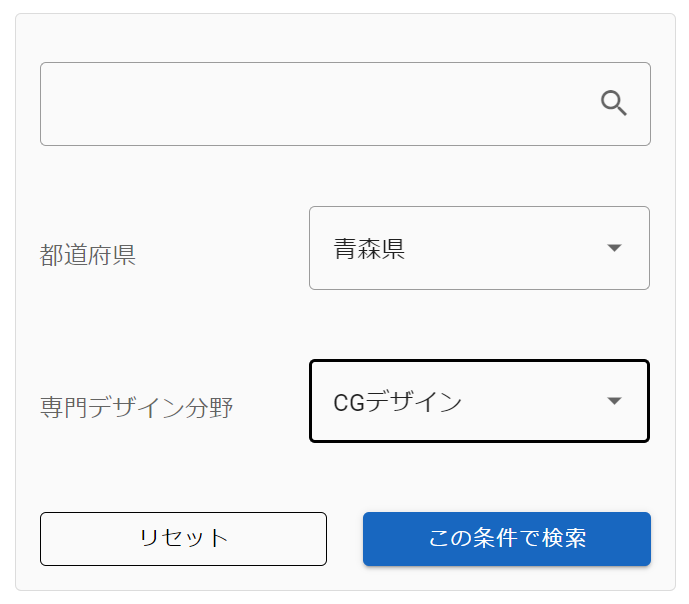 都道府県
青森県
専門デザイン分野
CGデザイン
リセット
この条件で検索